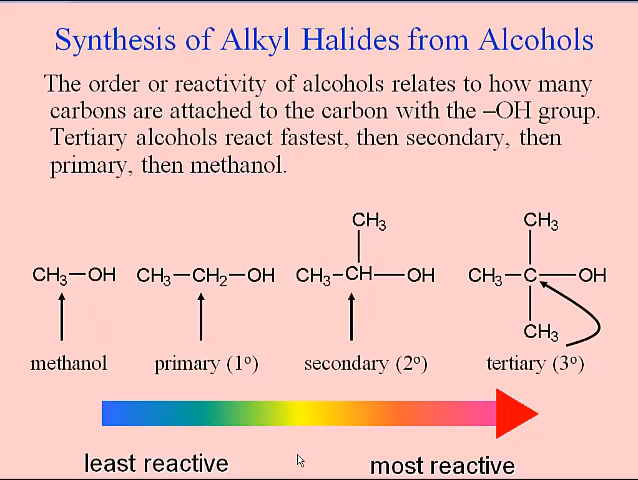 Synthesis of Alkyl Halides from Alcohols
The order or reactivity of alcohols relates to how many
carbons are attached to the carbon with the –OH group.
Tertiary alcohols react fastest, then secondary, then
primary, then methanol.
CH₃ CH₃
CH₃—OH CH₃—CH₂—OH CH₃—CH—OH CH₃—C—OH
CH₃
methanol primary (1º) secondary (2º) tertiary (3º)
least reactive most reactive